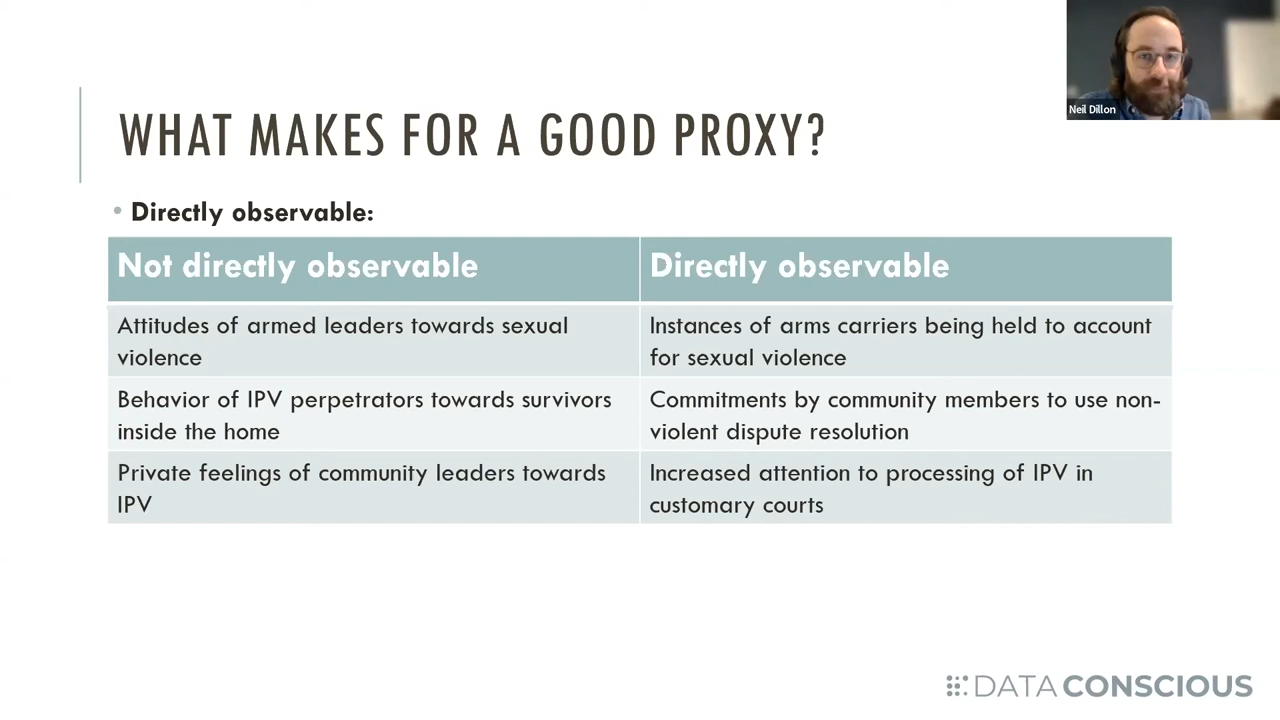 Neil Dillon
WHAT MAKES FOR A GOOD PROXY?
• Directly observable:
Not directly observable
Directly observable
Attitudes of armed leaders towards sexual
violence
Instances of arms carriers being held to account
for sexual violence
Behavior of IPV perpetrators towards survivors
inside the home
Commitments by community members to use non-
violent dispute resolution
Private feelings of community leaders towards
IPV
Increased attention to processing of IPV in
customary courts
DATA CONSCIOUS